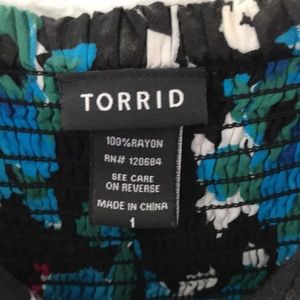 TORRID
100%RAYON
RN# 120684
SEE CARE
ON REVERSE
MADE IN CHINA
1